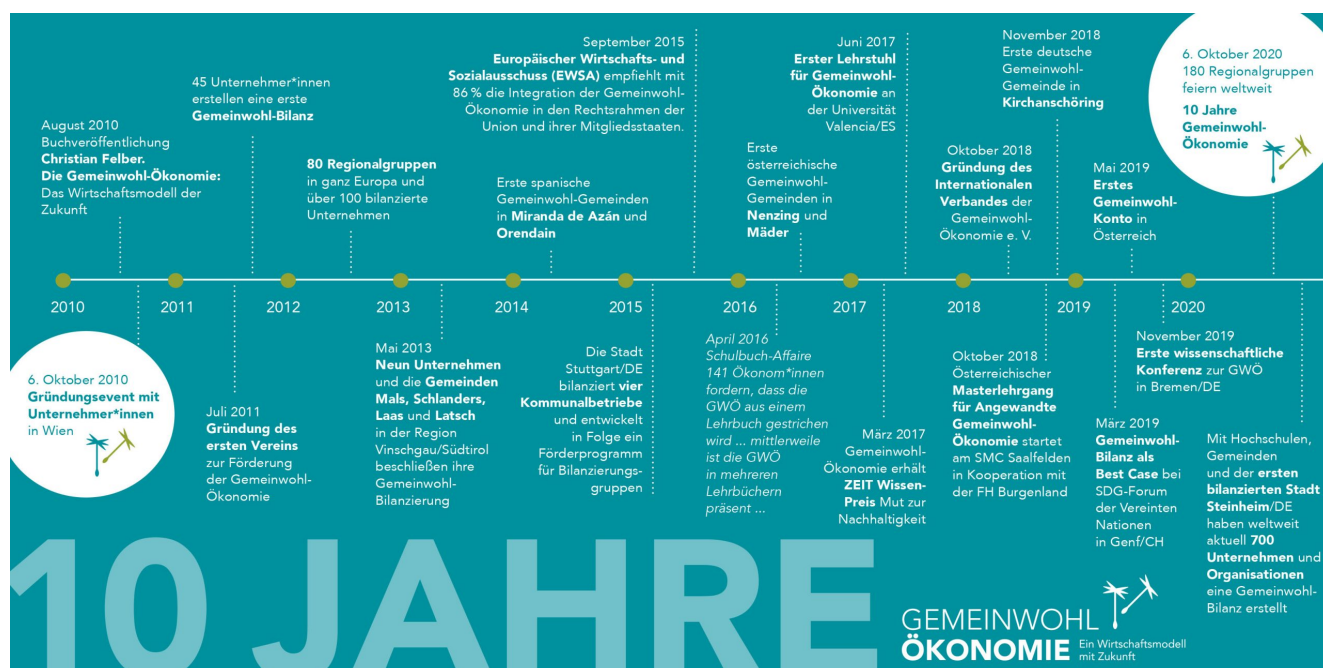 August 2010
Buchveröffentlichung
Christian Felber.
Die Gemeinwohl-Ökonomie:
Das Wirtschaftsmodell der
Zukunft
45 Unternehmer*innen
erstellen eine erste
Gemeinwohl-Bilanz
80 Regionalgruppen
in ganz Europa und
über 100 bilanzierte
Unternehmen
September 2015
Europäischer Wirtschafts- und
Sozialausschuss (EWSA) empfiehlt mit
86 % die Integration der Gemeinwohl-
Ökonomie in den Rechtsrahmen der
Union und ihrer Mitgliedsstaaten.
Erste spanische
Gemeinwohl-Gemeinden
in Miranda de Azán und
Orendain
Juni 2017
Erster Lehrstuhl
für Gemeinwohl-
Ökonomie an
der Universität
Valencia/ES
Erste
österreichische
Gemeinwohl-
Gemeinden in
Nenzing und
Mäder
November 2018
Erste deutsche
Gemeinwohl-
Gemeinde in
Kirchanschöring
Oktober 2018
Gründung des
Internationalen
Verbandes der
Gemeinwohl-
Ökonomie e. V.
Mai 2019
Erstes
Gemeinwohl-
Konto in
Österreich
6. Oktober 2020
180 Regionalgruppen
feiern weltweit
10 Jahre
Gemeinwohl-
Ökonomie
2010 2011 2012 2013 2014 2015 2016 2017 2018 2019 2020
6. Oktober 2010
Gründungsevent mit
Unternehmer*innen
in Wien
Juli 2011
Gründung des
ersten Vereins
zur Förderung
der Gemeinwohl-
Ökonomie
Mai 2013
Neun Unternehmen
und die Gemeinden
Mals, Schlanders,
Laas und Latsch
in der Region
Vinschgau/Südtirol
beschließen ihre
Gemeinwohl-
Bilanzierung
Die Stadt
Stuttgart/DE
bilanziert vier
Kommunalbetriebe
und entwickelt
in Folge ein
Förderprogramm
für Bilanzierungs-
gruppen
April 2016
Schulbuch-Affaire
141 Ökonom*innen
fordern, dass die
GWÖ aus einem
Lehrbuch gestrichen
wird ... mittlerweile
ist die GWÖ
in mehreren
Lehrbüchern
präsent ...
März 2017
Gemeinwohl-
Ökonomie erhält
ZEIT Wissen-
Preis Mut zur
Nachhaltigkeit
Oktober 2018
Österreichischer
Masterlehrgang
für Angewandte
Gemeinwohl-
Ökonomie startet
am SMC Saalfelden
in Kooperation mit
der FH Burgenland
November 2019
Erste wissenschaftliche
Konferenz zur GWÖ
in Bremen/DE
März 2019
Gemeinwohl-
Bilanz als
Best Case bei
SDG-Forum
der Vereinten
Nationen
in Genf/CH
Mit Hochschulen,
Gemeinden
und der ersten
bilanzierten Stadt
Steinheim/DE
haben weltweit
aktuell 700
Unternehmen und
Organisationen
eine Gemeinwohl-
Bilanz erstellt
10 JAHRE
GEMEINWOHL
ÖKONOMIE
Ein Wirtschaftsmodell
mit Zukunft